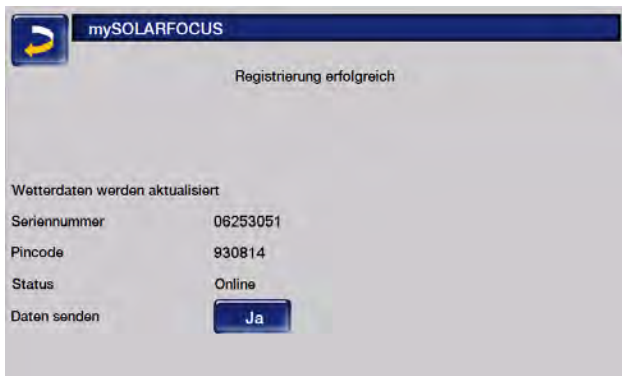 mySOLARFOCUS
Registrierung erfolgreich
Wetterdaten werden aktualisiert
Seriennummer 06253051
Pincode 930814
Status Online
Daten senden Ja